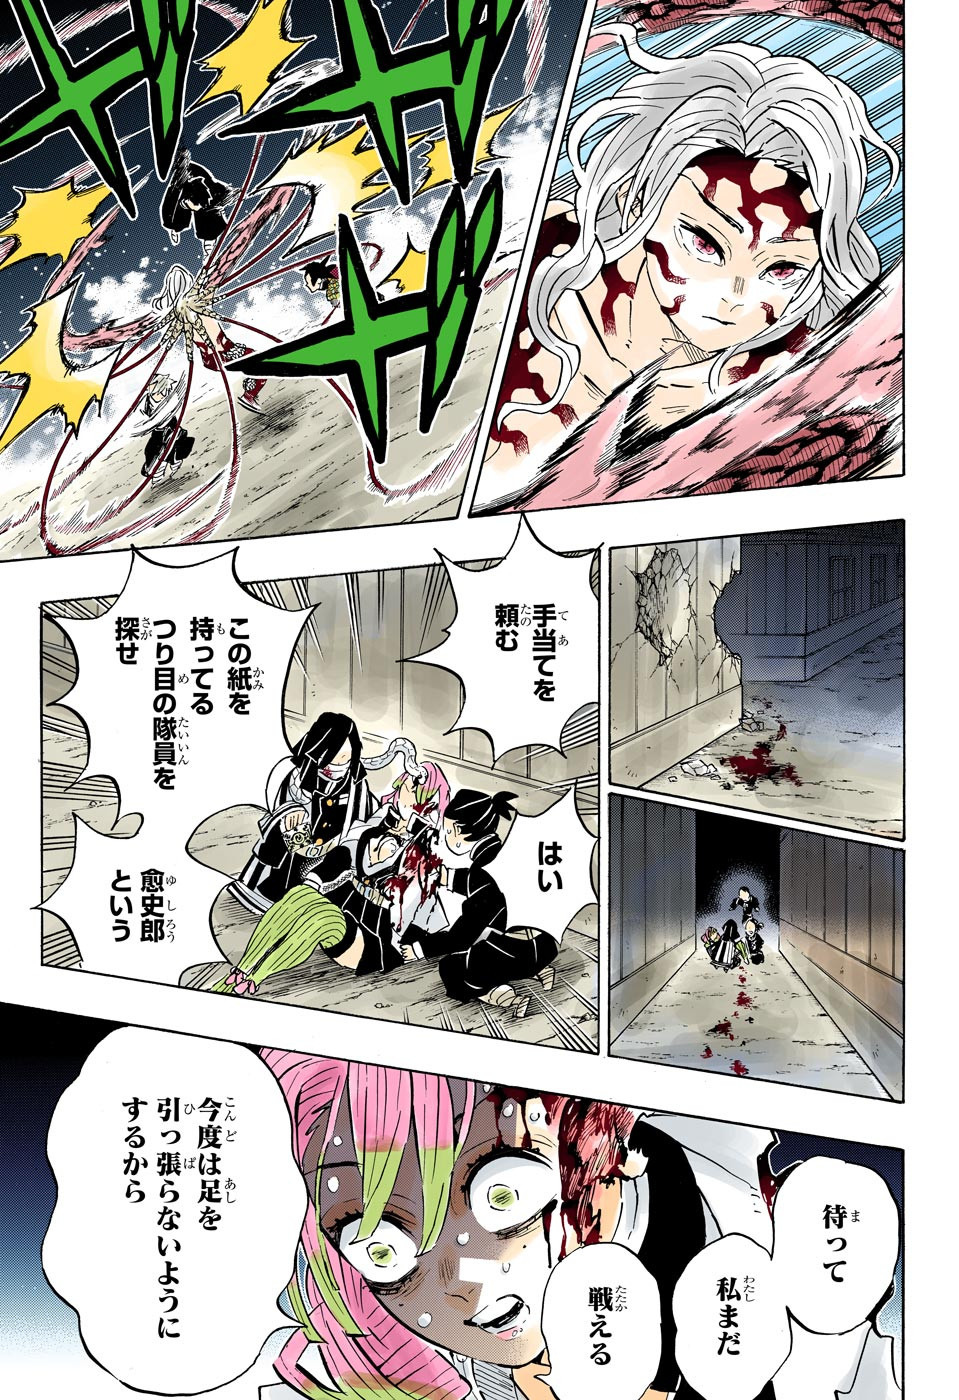 ガガガ
手当てを
頼む
はい
この紙を
持ってる
つり目の隊員を
探せ
愈史郎
という
待って
私まだ
戦える
今度は足を
引っ張らないように
するから